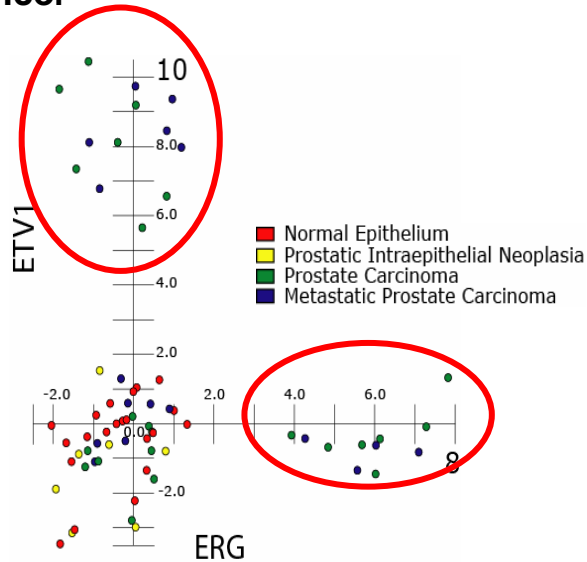 10
8.0
6.0
ETV1
Normal Epithelium
Prostatic Intraepithelial Neoplasia
Prostate Carcinoma
Metastatic Prostate Carcinoma
4.0
2.0
-2.0
2.0
4.0
6.0
0.0
8
-2.0
ERG